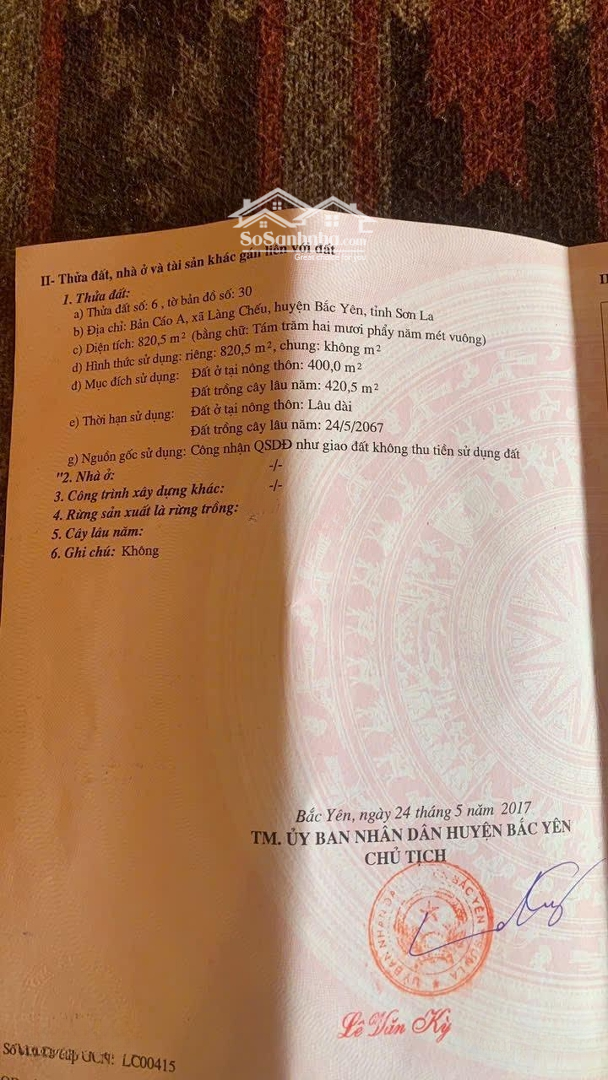 SoSanhnha.com
Great choice for you
II- Thửa đất, nhà ở và tài sản khác gắn liền với đất
1. Thửa đất:
a) Thửa đất số: 6 , tờ bản đồ số: 30
b) Địa chỉ: Bản Cáo A, xã Làng Chếu, huyện Bắc Yên, tỉnh Sơn La
c) Diện tích: 820,5 m² (bằng chữ: Tám trăm hai mươi phẩy năm mét vuông)
d) Hình thức sử dụng: riêng: 820,5 m², chung: không m²
đ) Mục đích sử dụng: Đất ở tại nông thôn: 400,0 m²
Đất trồng cây lâu năm: 420,5 m²
e) Thời hạn sử dụng: Đất ở tại nông thôn: Lâu dài
Đất trồng cây lâu năm: 24/5/2067
g) Nguồn gốc sử dụng: Công nhận QSDĐ như giao đất không thu tiền sử dụng đất
"2. Nhà ở: -/-
3. Công trình xây dựng khác: -/-
4. Rừng sản xuất là rừng trồng:
5. Cây lâu năm:
6. Ghi chú: Không
Bắc Yên, ngày 24 tháng 5 năm 2017
TM. ỦY BAN NHÂN DÂN HUYỆN BẮC YÊN
CHỦ TỊCH
Lê Văn Kỳ
LC00415